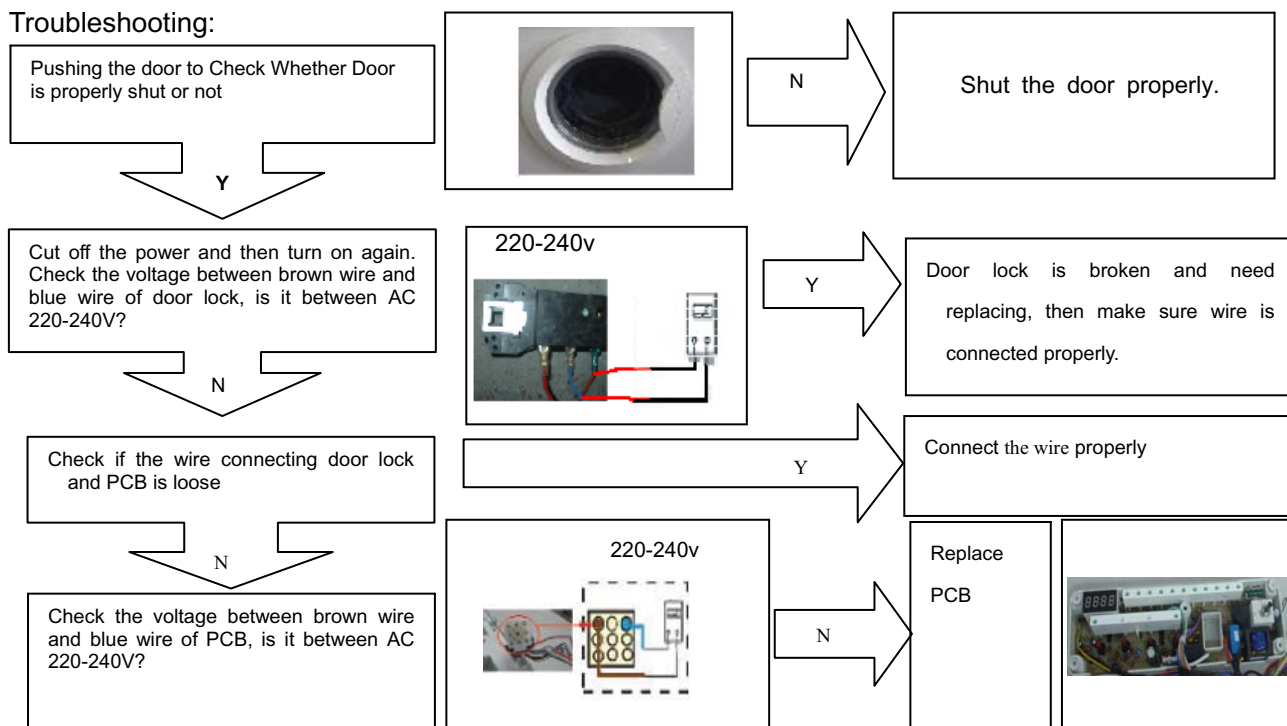 Troubleshooting:
Pushing the door to Check Whether Door
is properly shut or not
N
Shut the door properly.
Y
Cut off the power and then turn on again.
Check the voltage between brown wire and
blue wire of door lock, is it between AC
220-240V?
220-240v
Y
Door lock is broken and need
replacing, then make sure wire is
connected properly.
N
Check if the wire connecting door lock
and PCB is loose
Y
Connect the wire properly
N
Check the voltage between brown wire
and blue wire of PCB, is it between AC
220-240V?
220-240v
N
Replace
PCB